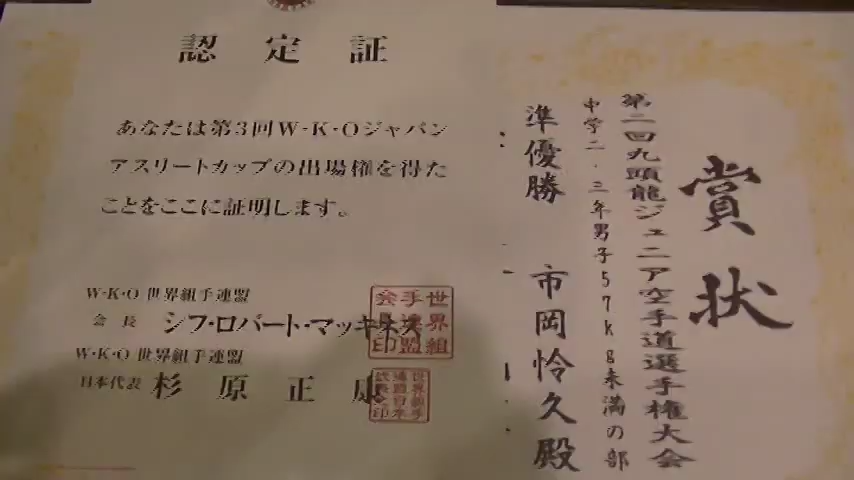 認定証
あなたは第3回W・K・Oジャパン
アスリートカップの出場権を得た
ことをここに証明します。
W・K・O 世界組手連盟
会長 シフ・ロバート・マッキネス
W・K・O 世界組手連盟
日本代表 杉原正康
世界組
手連盟
会長印
賞状
第二回九頭龍ジュニア空手道選手権大会
中学二・三年男子57kg未満の部
準優勝 市岡怜久殿